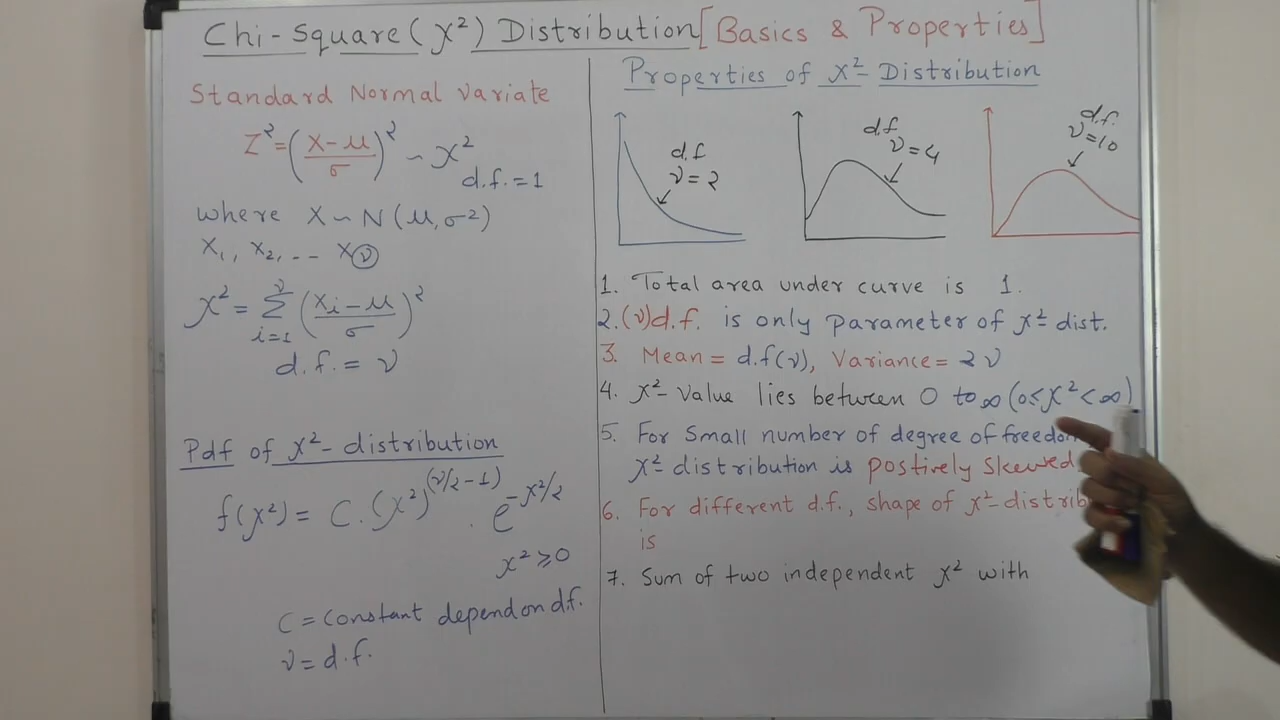 Chi-Square (χ²) Distribution [Basics & Properties]
Standard Normal Variate
Z² = (X-μ/σ)² ~ χ²
d.f. = 1
where X ~ N(μ, σ²)
X₁, X₂, .. X ν
χ² = Σ i=1 ν (Xi - μ/σ)²
d.f. = ν
Pdf of χ²- distribution
f(χ²) = C. (χ²)^(ν/2 - 1) . e^-χ²/2
χ² ≥ 0
C = Constant depend on d.f.
ν = d.f.
Properties of χ²- Distribution
d.f
ν = 2
d.f
ν = 4
d.f.
ν = 10
1. Total area under curve is 1.
2. (ν) d.f. is only parameter of χ²- dist.
3. Mean = d.f (ν), Variance = 2ν
4. χ²- Value lies between 0 to ∞ (0 < χ² < ∞)
5. For Small number of degree of freedo
χ²- distribution is postively skewed
6. For different d.f., shape of χ²- distrib
is
7. Sum of two independent χ² with